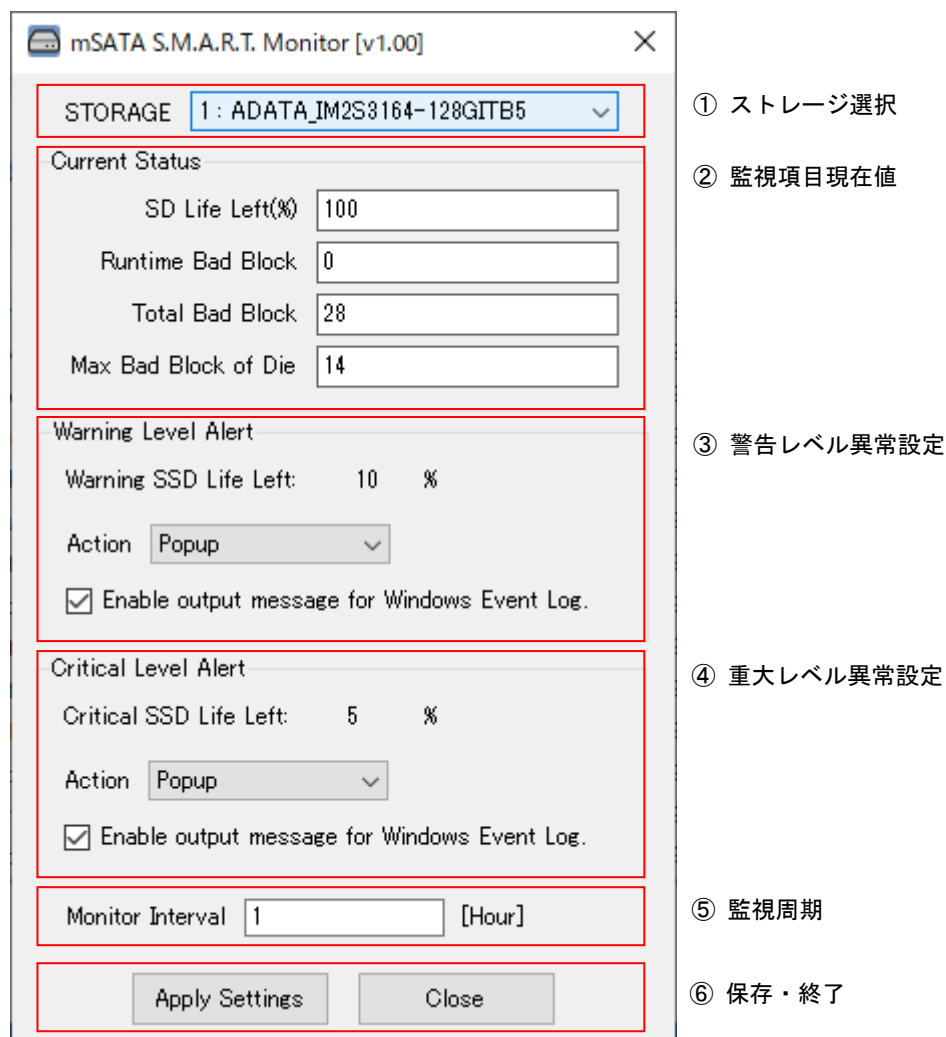 mSATA S.M.A.R.T. Monitor [v1.00]
STORAGE 1 : ADATA_IM2S3164-128GITB5
① ストレージ選択
Current Status
② 監視項目現在値
SD Life Left(%) 100
Runtime Bad Block 0
Total Bad Block 28
Max Bad Block of Die 14
Warning Level Alert
③ 警告レベル異常設定
Warning SSD Life Left: 10 %
Action Popup
Enable output message for Windows Event Log.
Critical Level Alert
④ 重大レベル異常設定
Critical SSD Life Left: 5 %
Action Popup
Enable output message for Windows Event Log.
Monitor Interval 1 [Hour]
⑤ 監視周期
Apply Settings Close
⑥ 保存・終了